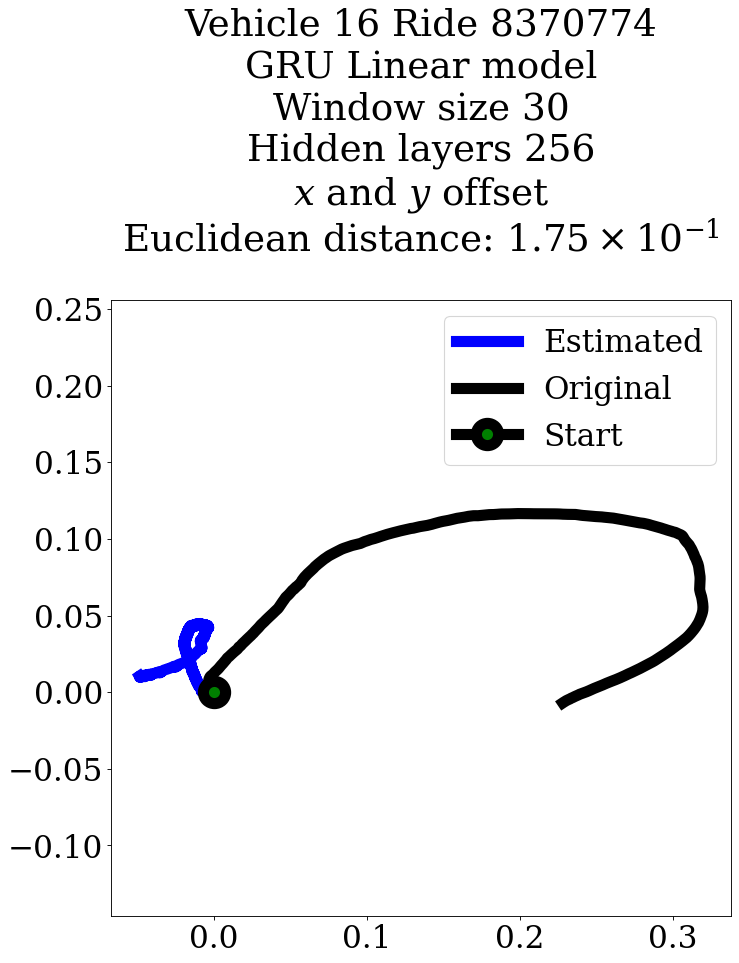 Vehicle 16 Ride 8370774
GRU Linear model
Window size 30
Hidden layers 256
x and y offset
Euclidean distance: 1.75 × 10⁻¹
0.25
0.20
0.15
0.10
0.05
0.00
−0.05
−0.10
Estimated
Original
Start
0.0 0.1 0.2 0.3